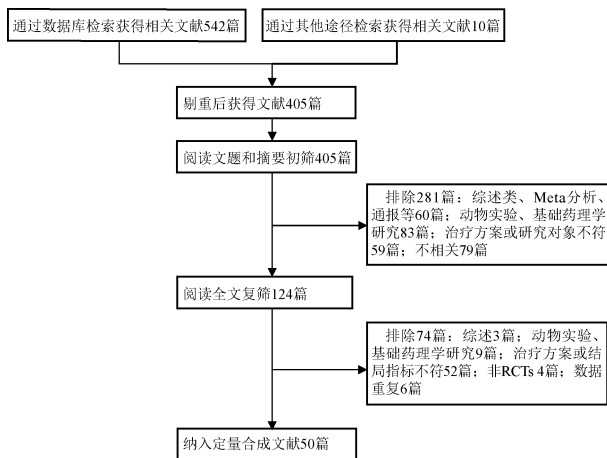 通过数据库检索获得相关文献542篇
通过其他途径检索获得相关文献10篇
剔重后获得文献405篇
阅读文题和摘要初筛405篇
排除281篇：综述类、Meta分析、
通报等60篇；动物实验、基础药理学
研究83篇；治疗方案或研究对象不符
59篇；不相关79篇
阅读全文复筛124篇
排除74篇：综述3篇；动物实验、
基础药理学研究9篇；治疗方案或结
局指标不符52篇；非RCTs 4篇；数据
重复6篇
纳入定量合成文献50篇